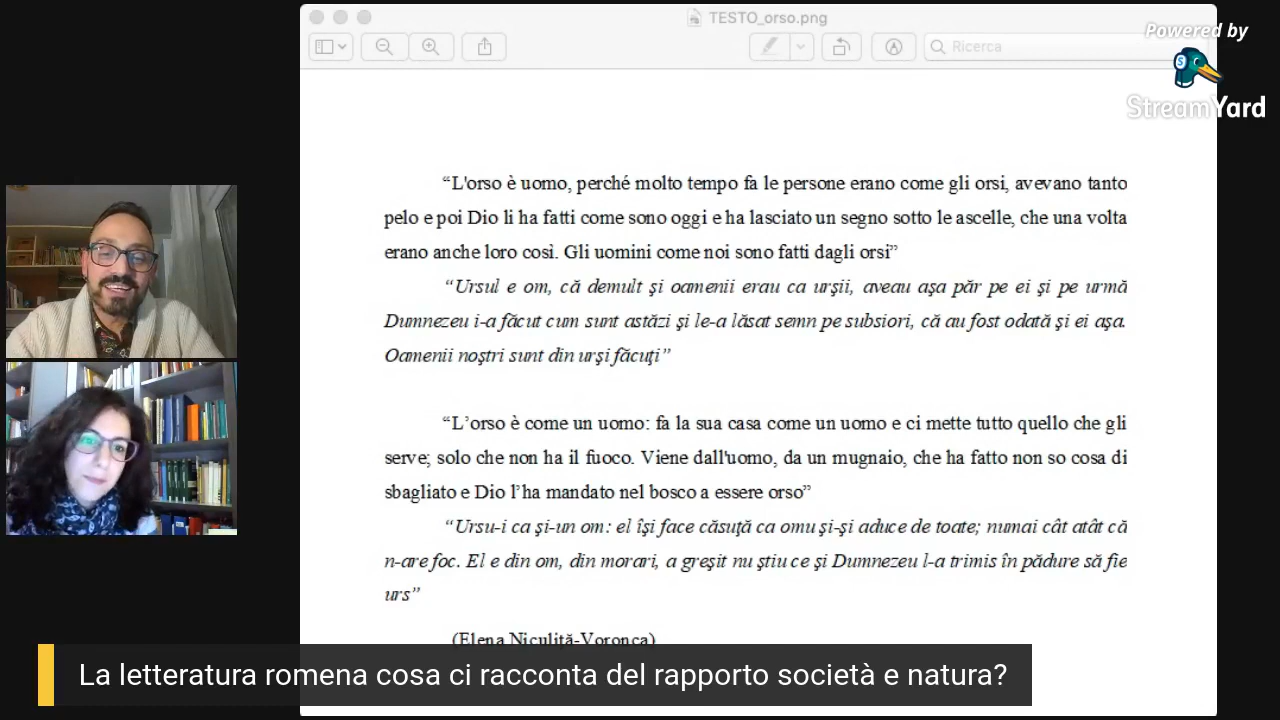 TESTO_orso.png
Ricerca
Powered by
StreamYard
“L'orso è uomo, perché molto tempo fa le persone erano come gli orsi, avevano tanto
pelo e poi Dio li ha fatti come sono oggi e ha lasciato un segno sotto le ascelle, che una volta
erano anche loro così. Gli uomini come noi sono fatti dagli orsi”
“Ursul e om, că demult şi oamenii erau ca urşii, aveau aşa păr pe ei şi pe urmă
Dumnezeu i-a făcut cum sunt astăzi şi le-a lăsat semn pe subsiori, că au fost odată şi ei aşa.
Oamenii noştri sunt din urşi făcuţi”
“L’orso è come un uomo: fa la sua casa come un uomo e ci mette tutto quello che gli
serve; solo che non ha il fuoco. Viene dall'uomo, da un mugnaio, che ha fatto non so cosa di
sbagliato e Dio l’ha mandato nel bosco a essere orso”
“Ursu-i ca şi-un om: el îşi face căsuţă ca omu şi-şi aduce de toate; numai cât atât că
n-are foc. El e din om, din morari, a greşit nu ştiu ce şi Dumnezeu l-a trimis în pădure să fie
urs”
(Elena Niculiţă-Voronca)
La letteratura romena cosa ci racconta del rapporto società e natura?